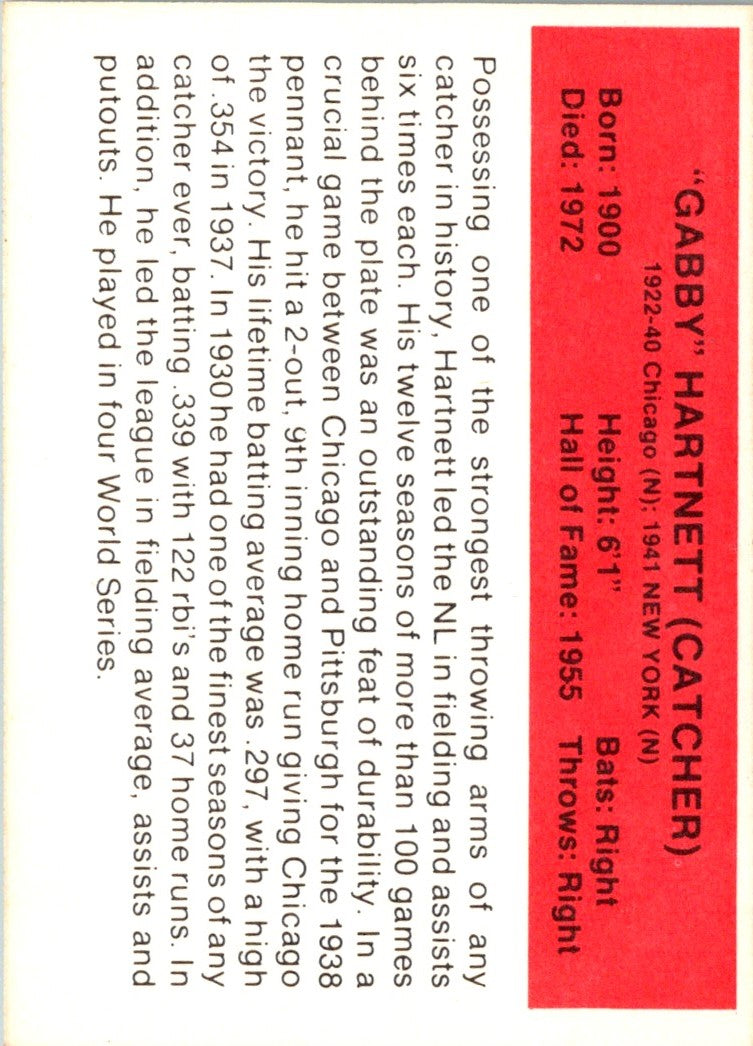 "GABBY" HARTNETT (CATCHER)
1922-40 Chicago (N); 1941 NEW YORK (N)
Born: 1900 Height: 6'1" Bats: Right
Died: 1972 Hall of Fame: 1955 Throws: Right
Possessing one of the strongest throwing arms of any
catcher in history, Hartnett led the NL in fielding and assists
six times each. His twelve seasons of more than 100 games
behind the plate was an outstanding feat of durability. In a
crucial game between Chicago and Pittsburgh for the 1938
pennant, he hit a 2-out, 9th inning home run giving Chicago
the victory. His lifetime batting average was .297, with a high
of .354 in 1937. In 1930 he had one of the finest seasons of any
catcher ever, batting .339 with 122 rbi's and 37 home runs. In
addition, he led the league in fielding average, assists and
putouts. He played in four World Series.